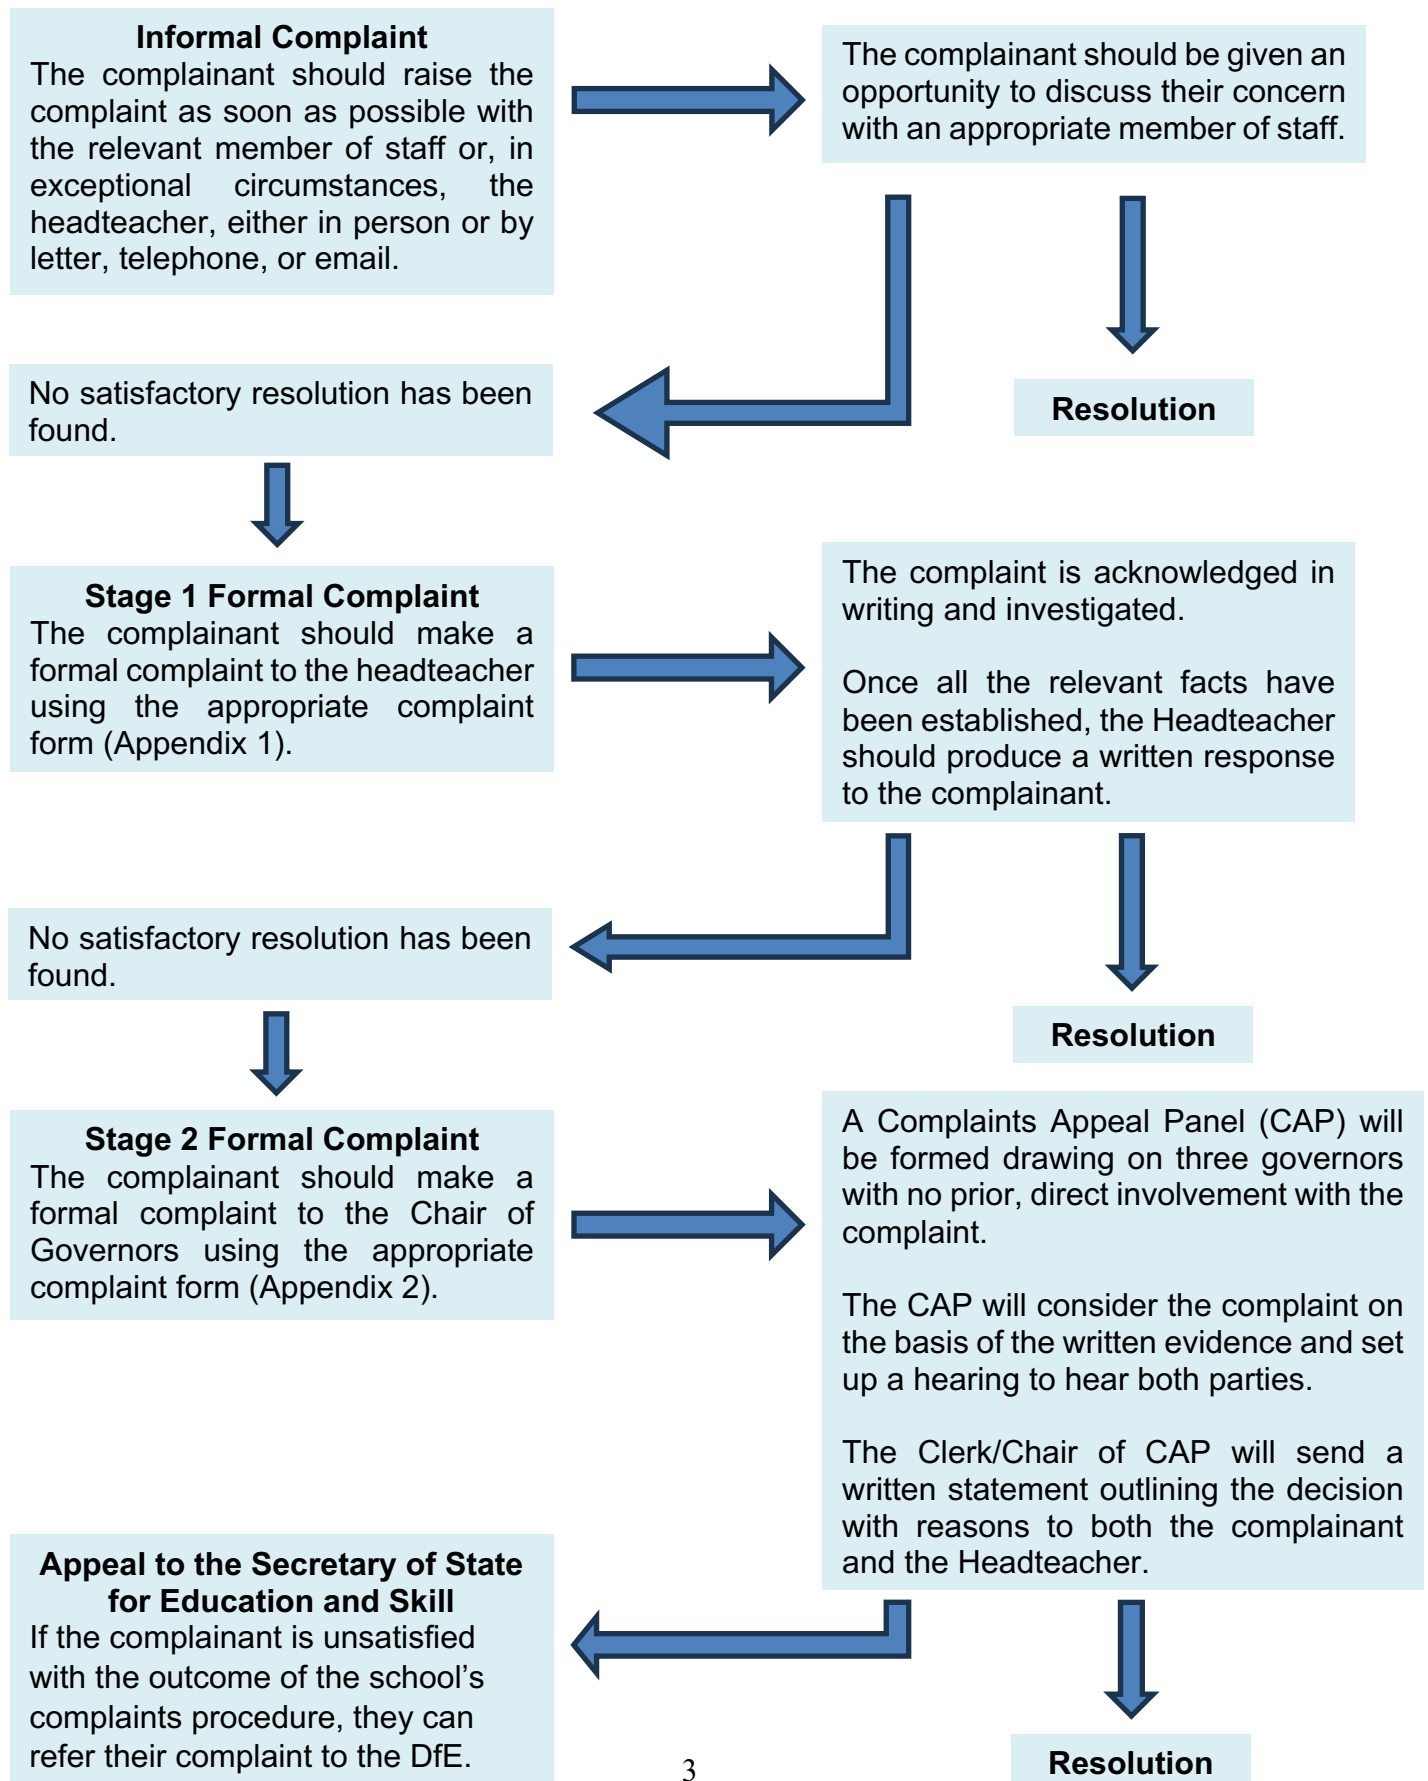 Informal Complaint
The complainant should raise the
complaint as soon as possible with
the relevant member of staff or, in
exceptional circumstances, the
headteacher, either in person or by
letter, telephone, or email.
The complainant should be given an
opportunity to discuss their concern
with an appropriate member of staff.
No satisfactory resolution has been
found.
Resolution
Stage 1 Formal Complaint
The complainant should make a
formal complaint to the headteacher
using the appropriate complaint
form (Appendix 1).
The complaint is acknowledged in
writing and investigated.
Once all the relevant facts have
been established, the Headteacher
should produce a written response
to the complainant.
No satisfactory resolution has been
found.
Resolution
Stage 2 Formal Complaint
The complainant should make a
formal complaint to the Chair of
Governors using the appropriate
complaint form (Appendix 2).
A Complaints Appeal Panel (CAP) will
be formed drawing on three governors
with no prior, direct involvement with the
complaint.
The CAP will consider the complaint on
the basis of the written evidence and set
up a hearing to hear both parties.
The Clerk/Chair of CAP will send a
written statement outlining the decision
with reasons to both the complainant
and the Headteacher.
Appeal to the Secretary of State
for Education and Skill
If the complainant is unsatisfied
with the outcome of the school’s
complaints procedure, they can
refer their complaint to the DfE.
Resolution
3